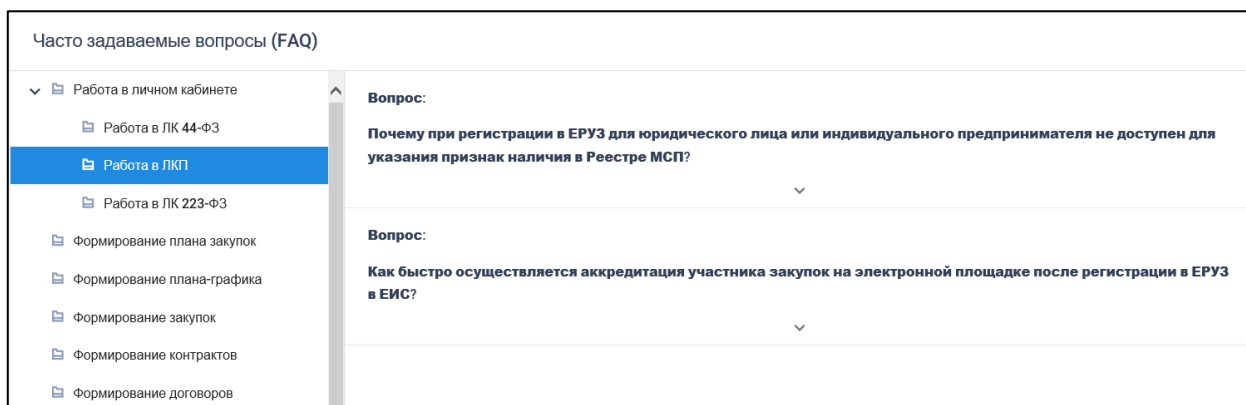 Часто задаваемые вопросы (FAQ)
Работа в личном кабинете
Работа в ЛК 44-ФЗ
Работа в ЛКП
Работа в ЛК 223-ФЗ
Формирование плана закупок
Формирование плана-графика
Формирование закупок
Формирование контрактов
Формирование договоров
Вопрос:
Почему при регистрации в ЕРУЗ для юридического лица или индивидуального предпринимателя не доступен для
указания признак наличия в Реестре МСП?
Вопрос:
Как быстро осуществляется аккредитация участника закупок на электронной площадке после регистрации в ЕРУЗ
в ЕИС?